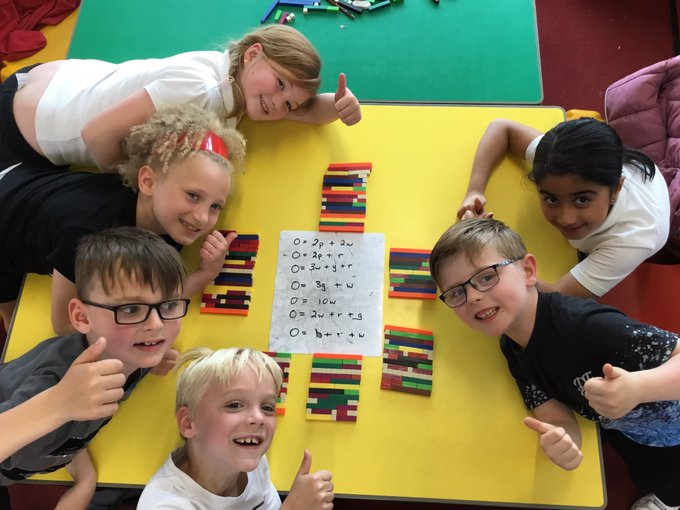 O = 2p + 2w
O = 2p + r
O = 3w + g + r
O = 3g + w
O = 10w
O = 2w + r + g
O = b + r + w